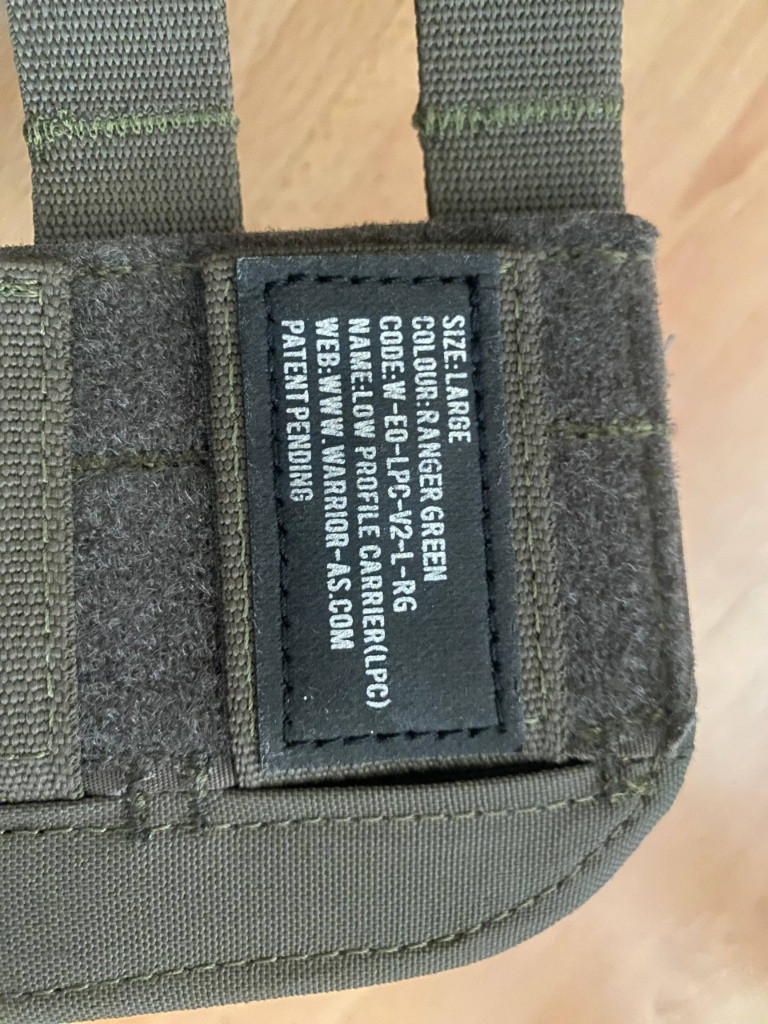 SIZE:LARGE
COLOUR:RANGER GREEN
CODE:W-EO-LPC-V2-L-RG
NAME:LOW PROFILE CARRIER(LPC)
WEB:WWW.WARRIOR-AS.COM
PATENT PENDING